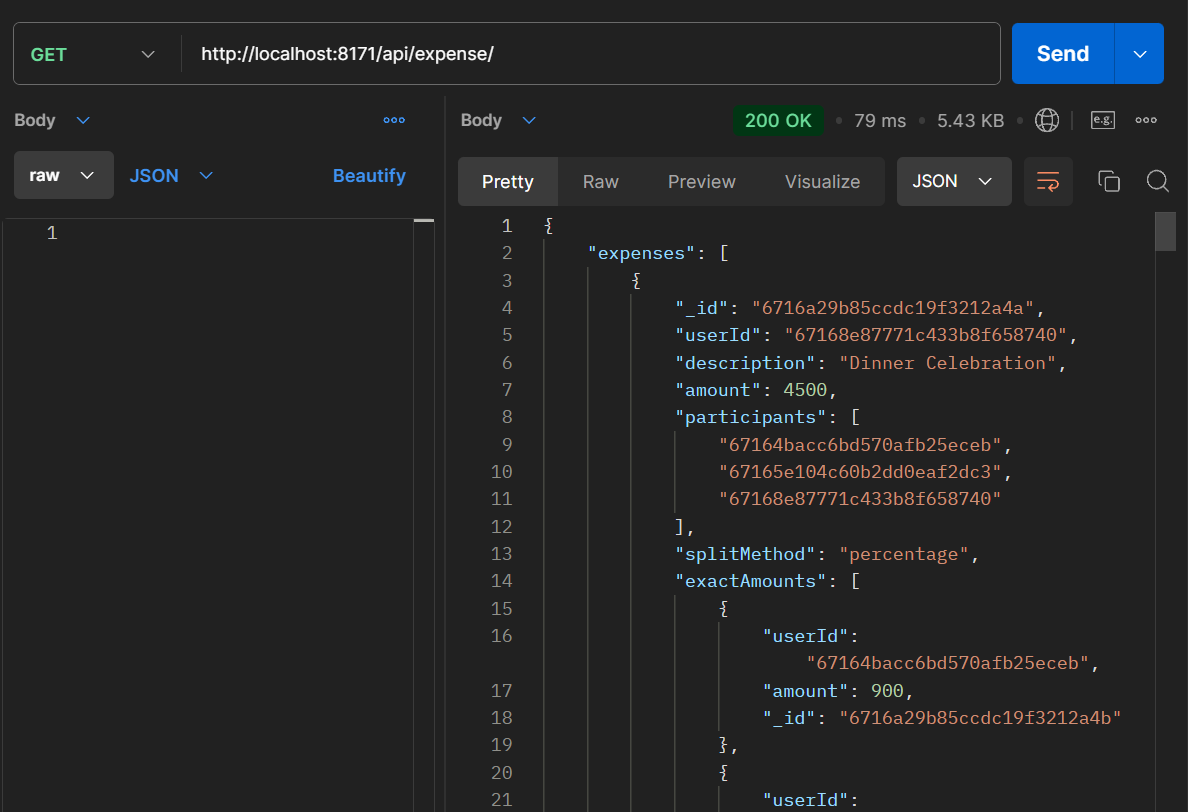 GET http://localhost:8171/api/expense/ Send
Body
raw JSON Beautify
1
Body 200 OK 79 ms 5.43 KB e.g.
Pretty Raw Preview Visualize JSON
1 {
2 "expenses": [
3 {
4 "_id": "6716a29b85ccdc19f3212a4a",
5 "userId": "67168e87771c433b8f658740",
6 "description": "Dinner Celebration",
7 "amount": 4500,
8 "participants": [
9 "67164bacc6bd570afb25eceb",
10 "67165e104c60b2dd0eaf2dc3",
11 "67168e87771c433b8f658740"
12 ],
13 "splitMethod": "percentage",
14 "exactAmounts": [
15 {
16 "userId":
"67164bacc6bd570afb25eceb",
17 "amount": 900,
18 "_id": "6716a29b85ccdc19f3212a4b"
19 },
20 {
21 "userId":